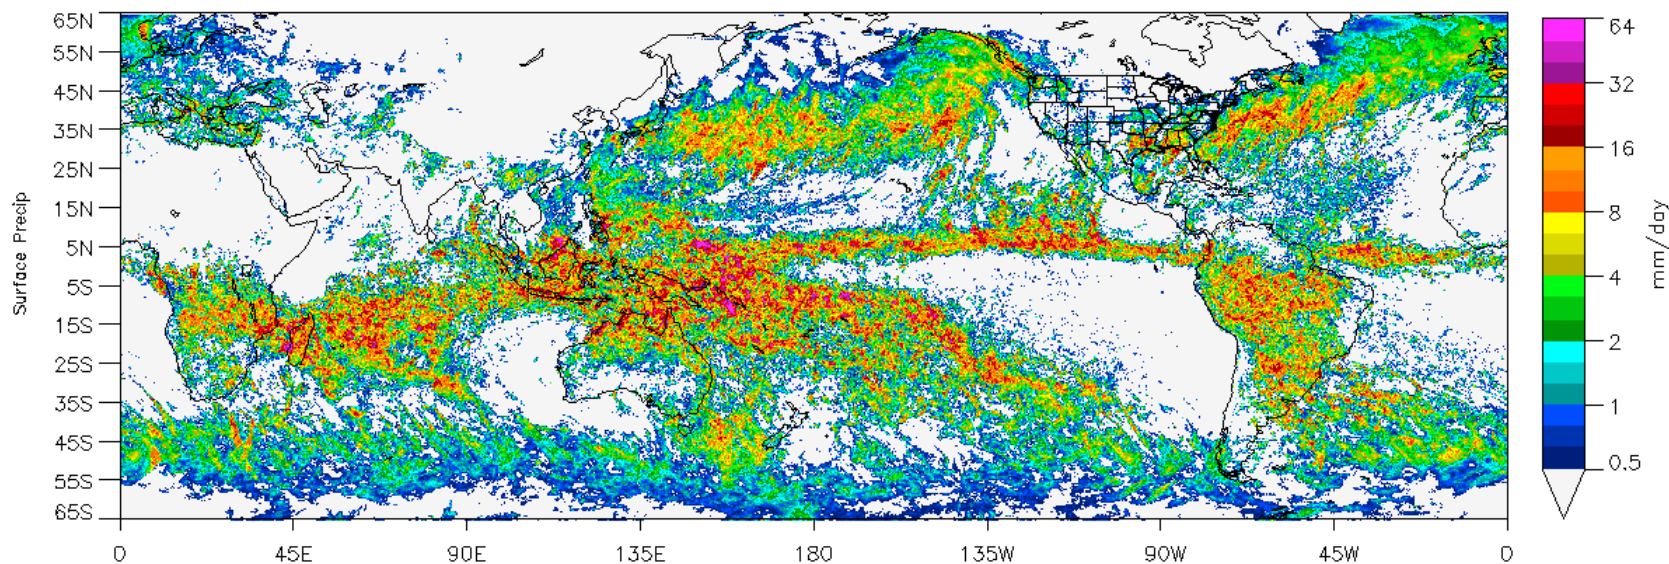 Surface Precip
65N
55N
45N
35N
25N
15N
5N
5S
15S
25S
35S
45S
55S
65S
0 45E 90E 135E 180 135W 90W 45W 0
64
32
16
8
4
2
1
0.5
mm/day